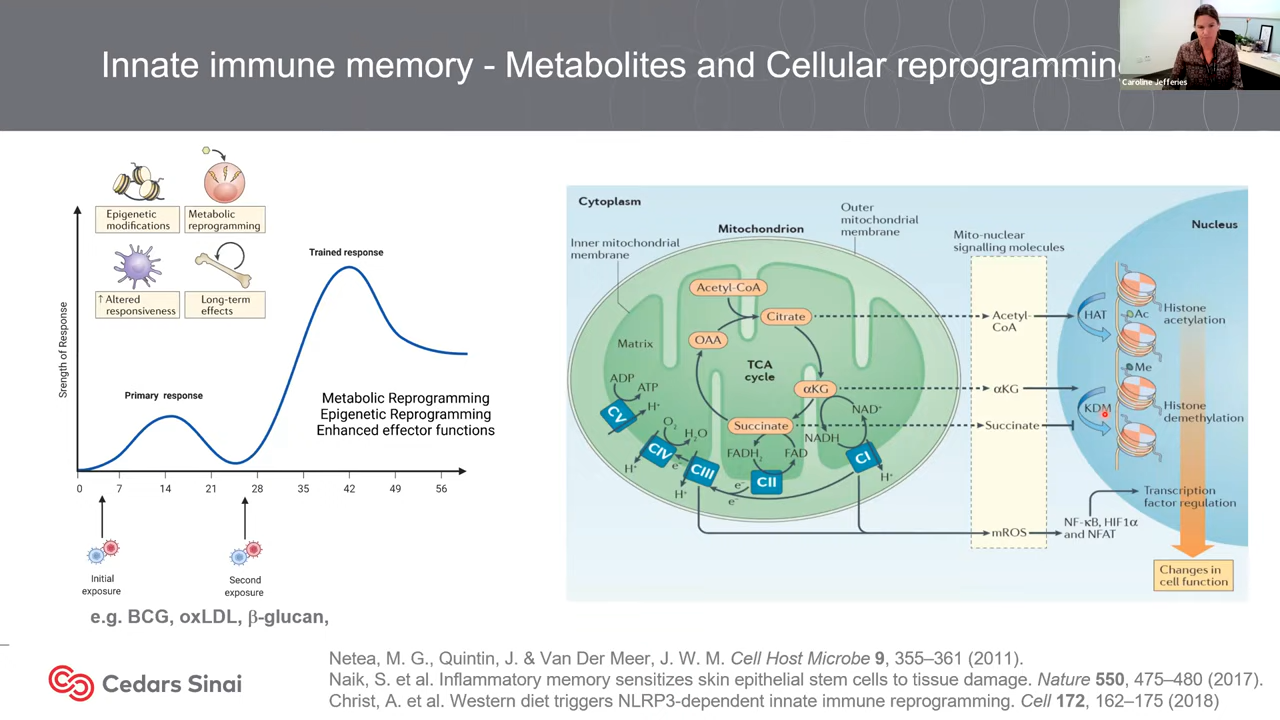 Innate immune memory - Metabolites and Cellular reprogrammin
Caroline Jefferies
Epigenetic
modifications
Metabolic
reprogramming
↑ Altered
responsiveness
Long-term
effects
Srength of Response
Primary response
Trained response
Metabolic Reprogramming
Epigenetic Reprogramming
Enhanced effector functions
0 7 14 21 28 35 42 49 56
Initial
exposure
Second
exposure
e.g. BCG, oxLDL, β-glucan,
Cytoplasm
Inner mitochondrial
membrane
Mitochondrion
Outer
mitochondrial
membrane
Mito-nuclear
signalling molecules
Nucleus
Matrix
Acetyl-CoA
Citrate
OAA
TCA
cycle
αKG
Succinate
ADP
ATP
H⁺
CV
O₂
H₂O
CIV
H⁺
e⁻
CIII
H⁺
FADH₂
FAD
CII
e⁻
e⁻
NAD⁺
NADH
CI
H⁺
Acetyl-
CoA
αKG
Succinate
mROS
HAT
Ac
Me
KDM
Histone
acetylation
Histone
demethylation
NF-κB, HIF1α
and NFAT
Transcription
factor regulation
Changes in
cell function
Cedars Sinai
Netea, M. G., Quintin, J. & Van Der Meer, J. W. M. Cell Host Microbe 9, 355–361 (2011).
Naik, S. et al. Inflammatory memory sensitizes skin epithelial stem cells to tissue damage. Nature 550, 475–480 (2017).
Christ, A. et al. Western diet triggers NLRP3-dependent innate immune reprogramming. Cell 172, 162–175 (2018)